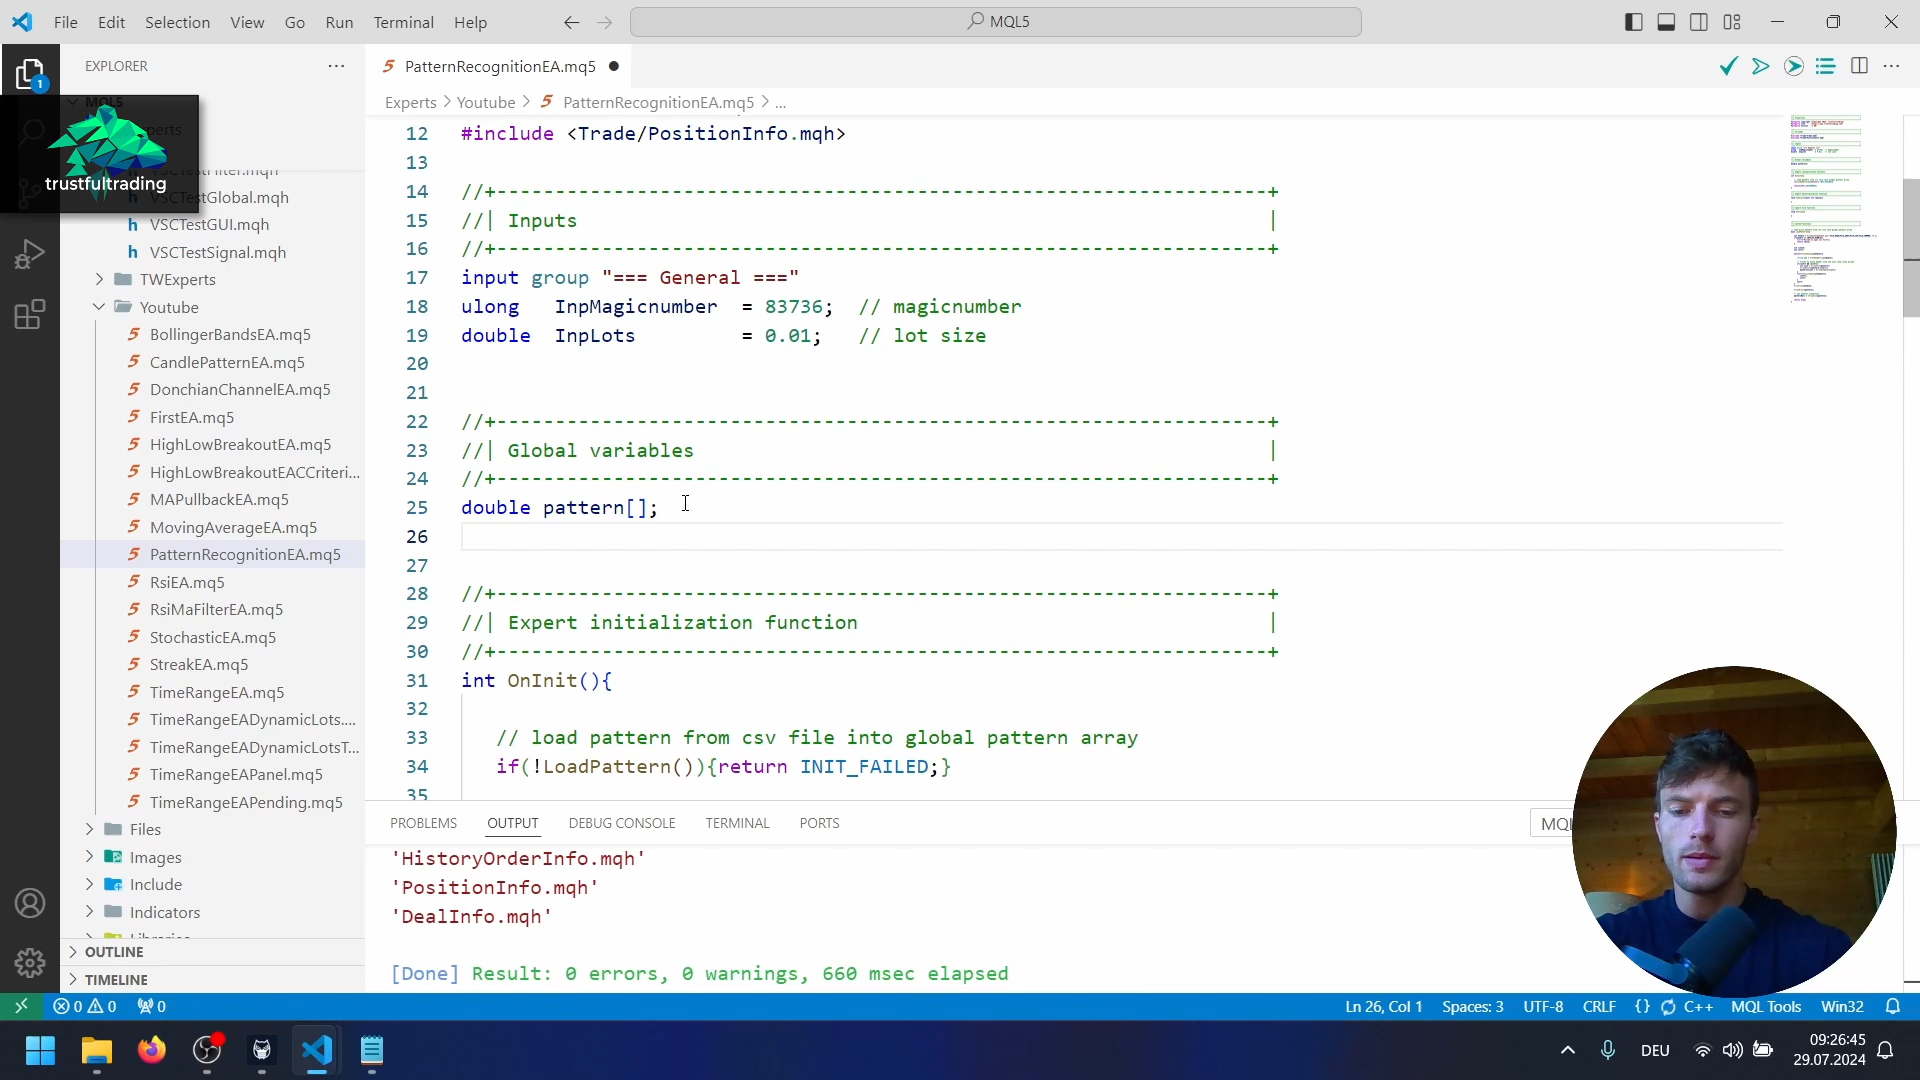 File Edit Selection View Go Run Terminal Help
MQL5
EXPLORER
PatternRecognitionEA.mq5
1
Experts > Youtube > PatternRecognitionEA.mq5 > ...
MQL5
trustfultrading
VSCTestGlobal.mqh
VSCTestGUI.mqh
VSCTestSignal.mqh
TWExperts
Youtube
BollingerBandsEA.mq5
CandlePatternEA.mq5
DonchianChannelEA.mq5
FirstEA.mq5
HighLowBreakoutEA.mq5
HighLowBreakoutEACCriteri...
MAPullbackEA.mq5
MovingAverageEA.mq5
PatternRecognitionEA.mq5
RsiEA.mq5
RsiMaFilterEA.mq5
StochasticEA.mq5
StreakEA.mq5
TimeRangeEA.mq5
TimeRangeEADynamicLots....
TimeRangeEADynamicLotsT...
TimeRangeEAPanel.mq5
TimeRangeEAPending.mq5
Files
Images
Include
Indicators
OUTLINE
TIMELINE
12 #include <Trade/PositionInfo.mqh>
13
14 //+------------------------------------------------------------------+
15 //| Inputs |
16 //+------------------------------------------------------------------+
17 input group "=== General ==="
18 ulong InpMagicnumber = 83736; // magicnumber
19 double InpLots = 0.01; // lot size
20
21
22 //+------------------------------------------------------------------+
23 //| Global variables |
24 //+------------------------------------------------------------------+
25 double pattern[];
26
27
28 //+------------------------------------------------------------------+
29 //| Expert initialization function |
30 //+------------------------------------------------------------------+
31 int OnInit(){
32
33 // load pattern from csv file into global pattern array
34 if(!LoadPattern()){return INIT_FAILED;}
35
PROBLEMS OUTPUT DEBUG CONSOLE TERMINAL PORTS
MQL
'HistoryOrderInfo.mqh'
'PositionInfo.mqh'
'DealInfo.mqh'
[Done] Result: 0 errors, 0 warnings, 660 msec elapsed
0 0 0
Ln 26, Col 1 Spaces: 3 UTF-8 CRLF {} C++ MQL Tools Win32
DEU
09:26:45
29.07.2024